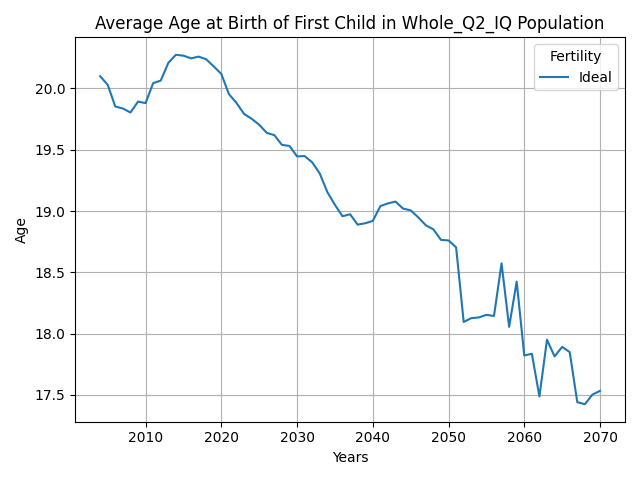 Average Age at Birth of First Child in Whole_Q2_IQ Population
Fertility
Ideal
20.0
19.5
19.0
18.5
18.0
17.5
Age
2010 2020 2030 2040 2050 2060 2070
Years